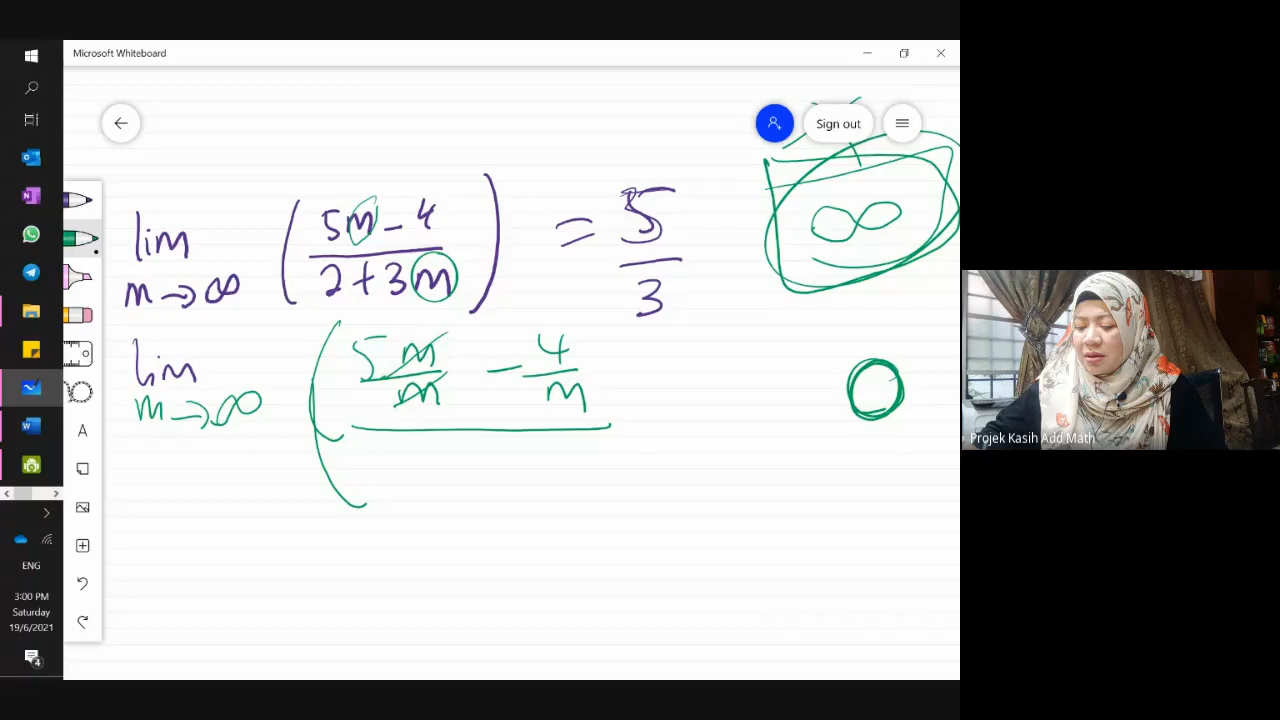 Microsoft Whiteboard
Sign out
lim m→∞ ( (5m - 4) / (2 + 3m) ) = 5/3
∞
lim m→∞ ( 5m/m - 4/m
0
Projek Kasih Add Math
A
ENG
3:00 PM
Saturday
19/6/2021
4